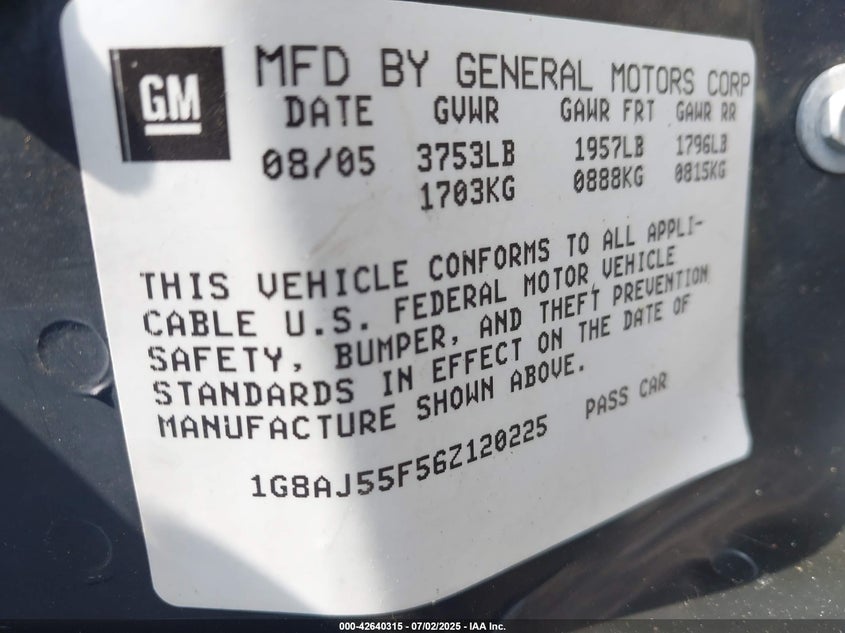 GM
MFD BY GENERAL MOTORS CORP
DATE GVWR GAWR FRT GAWR RR
08/05 3753LB 1957LB 1796LB
1703KG 0888KG 0815KG
THIS VEHICLE CONFORMS TO ALL APPLI-
CABLE U.S. FEDERAL MOTOR VEHICLE
SAFETY, BUMPER, AND THEFT PREVENTION
STANDARDS IN EFFECT ON THE DATE OF
MANUFACTURE SHOWN ABOVE.
1G8AJ55F56Z120225 PASS CAR
000-42640315 - 07/02/2025 - IAA Inc.